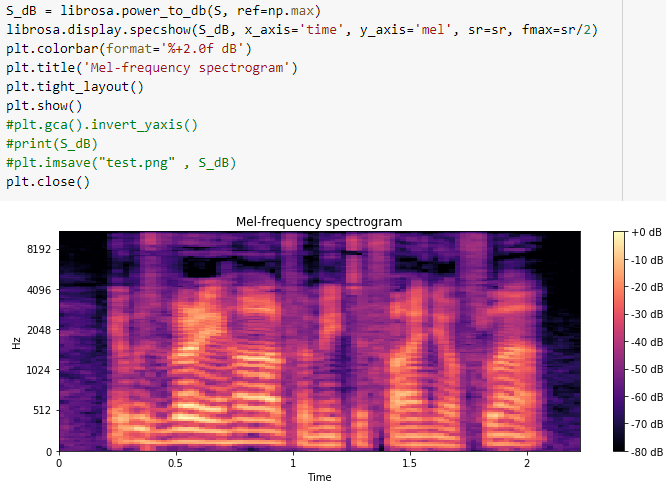 S_dB = librosa.power_to_db(S, ref=np.max)
librosa.display.specshow(S_dB, x_axis='time', y_axis='mel', sr=sr, fmax=sr/2)
plt.colorbar(format='%+2.0f dB')
plt.title('Mel-frequency spectrogram')
plt.tight_layout()
plt.show()
#plt.gca().invert_yaxis()
#print(S_dB)
#plt.imsave("test.png" , S_dB)
plt.close()
Mel-frequency spectrogram
8192
4096
2048
1024
512
0
Hz
0
0.5
1
1.5
2
Time
+0 dB
-10 dB
-20 dB
-30 dB
-40 dB
-50 dB
-60 dB
-70 dB
-80 dB